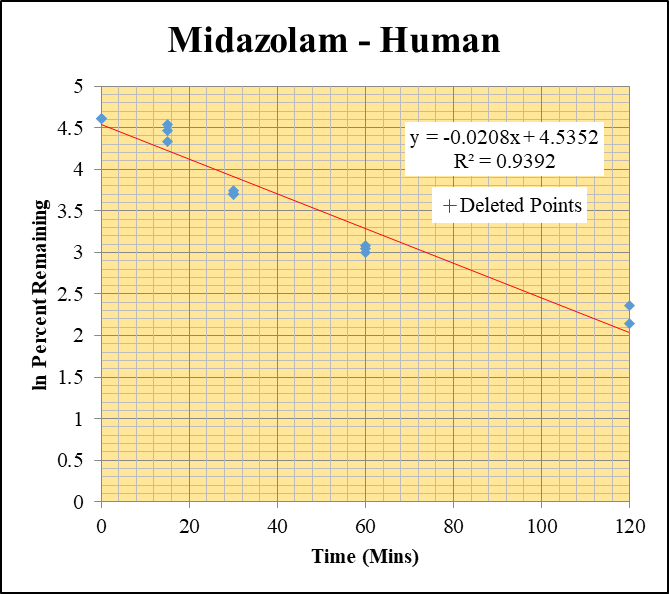 Midazolam - Human
5
4.5
4
3.5
3
2.5
2
1.5
1
0.5
0
ln Percent Remaining
y = -0.0208x + 4.5352
R² = 0.9392
+Deleted Points
0 20 40 60 80 100 120
Time (Mins)